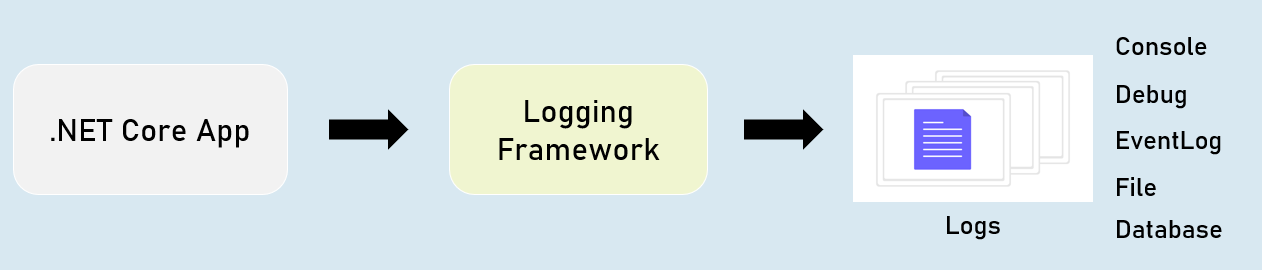 .NET Core App
Logging
Framework
Logs
Console
Debug
EventLog
File
Database